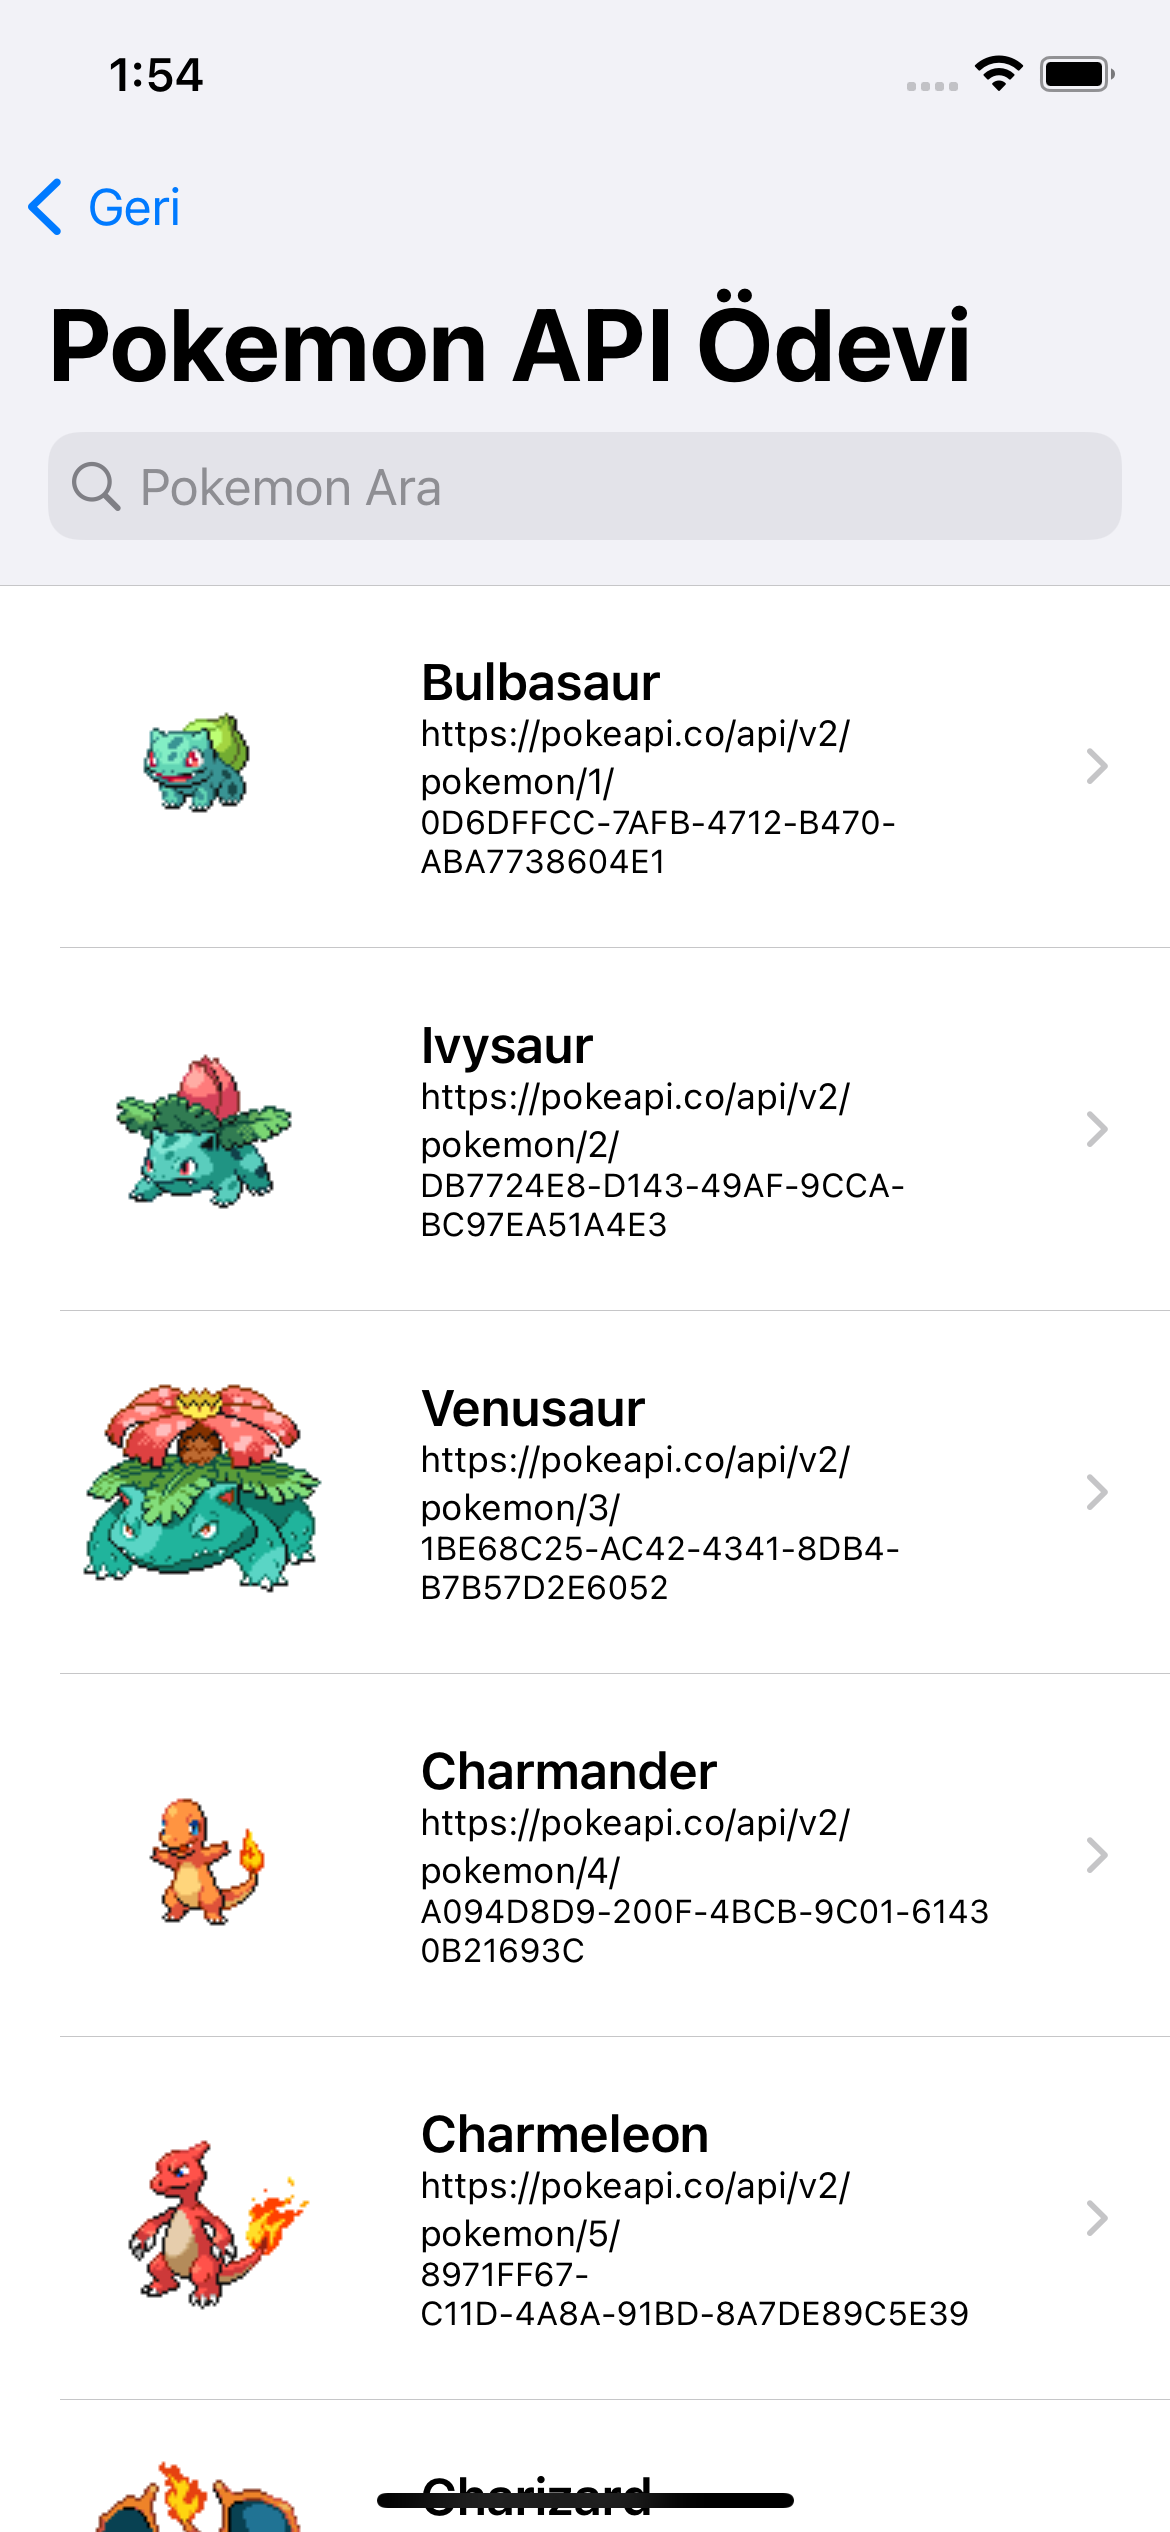 1:54
Geri
Pokemon API Ödevi
Pokemon Ara
Bulbasaur
https://pokeapi.co/api/v2/
pokemon/1/
0D6DFFCC-7AFB-4712-B470-
ABA7738604E1
Ivysaur
https://pokeapi.co/api/v2/
pokemon/2/
DB7724E8-D143-49AF-9CCA-
BC97EA51A4E3
Venusaur
https://pokeapi.co/api/v2/
pokemon/3/
1BE68C25-AC42-4341-8DB4-
B7B57D2E6052
Charmander
https://pokeapi.co/api/v2/
pokemon/4/
A094D8D9-200F-4BCB-9C01-6143
0B21693C
Charmeleon
https://pokeapi.co/api/v2/
pokemon/5/
8971FF67-
C11D-4A8A-91BD-8A7DE89C5E39
Charizard